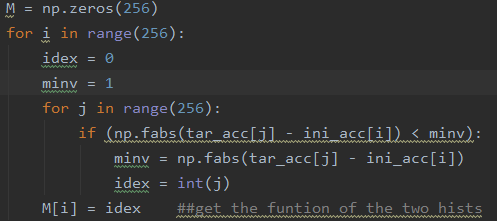 M = np.zeros(256)
for i in range(256):
    idex = 0
    minv = 1
    for j in range(256):
        if (np.fabs(tar_acc[j] - ini_acc[i]) < minv):
            minv = np.fabs(tar_acc[j] - ini_acc[i])
            idex = int(j)
    M[i] = idex    ##get the funtion of the two hists